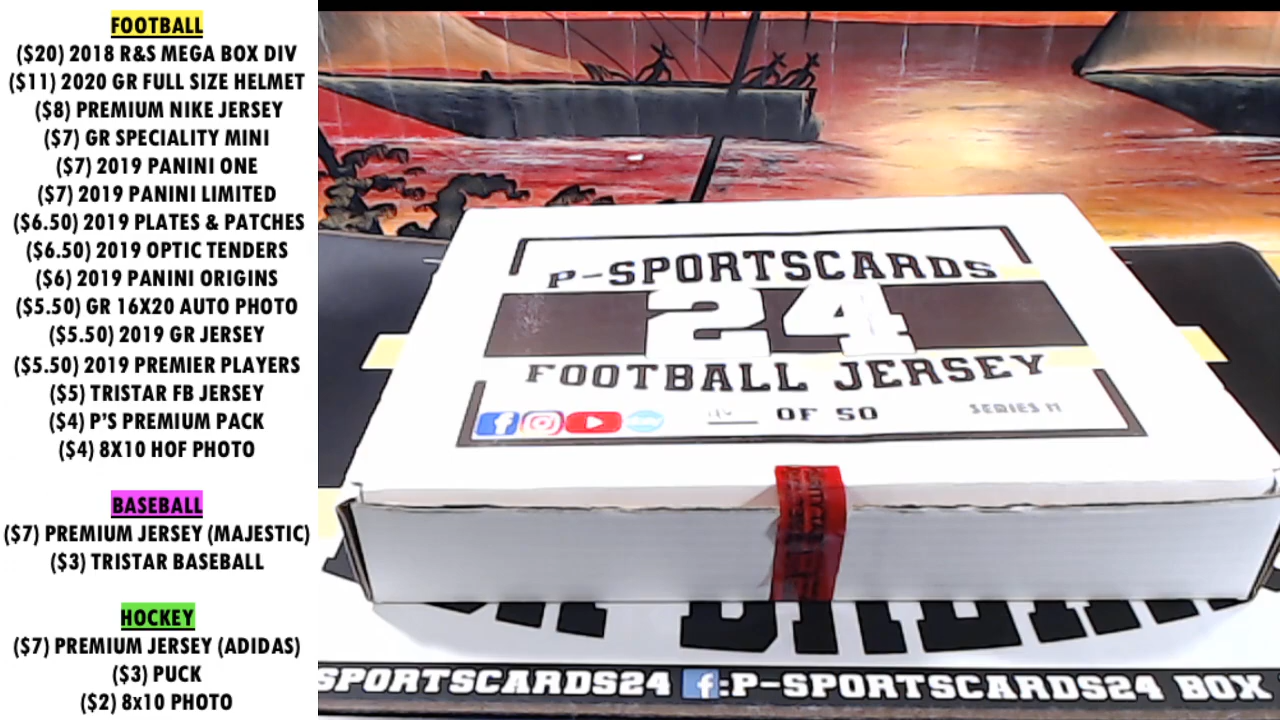 FOOTBALL
($20) 2018 R&S MEGA BOX DIV
($11) 2020 GR FULL SIZE HELMET
($8) PREMIUM NIKE JERSEY
($7) GR SPECIALITY MINI
($7) 2019 PANINI ONE
($7) 2019 PANINI LIMITED
($6.50) 2019 PLATES & PATCHES
($6.50) 2019 OPTIC TENDERS
($6) 2019 PANINI ORIGINS
($5.50) GR 16X20 AUTO PHOTO
($5.50) 2019 GR JERSEY
($5.50) 2019 PREMIER PLAYERS
($5) TRISTAR FB JERSEY
($4) P'S PREMIUM PACK
($4) 8X10 HOF PHOTO
BASEBALL
($7) PREMIUM JERSEY (MAJESTIC)
($3) TRISTAR BASEBALL
HOCKEY
($7) PREMIUM JERSEY (ADIDAS)
($3) PUCK
($2) 8x10 PHOTO
P-SPORTSCARDS
24
FOOTBALL JERSEY
OF 50
SERIES 11
SPORTSCARDS24 f:P-SPORTSCARDS24 BOX